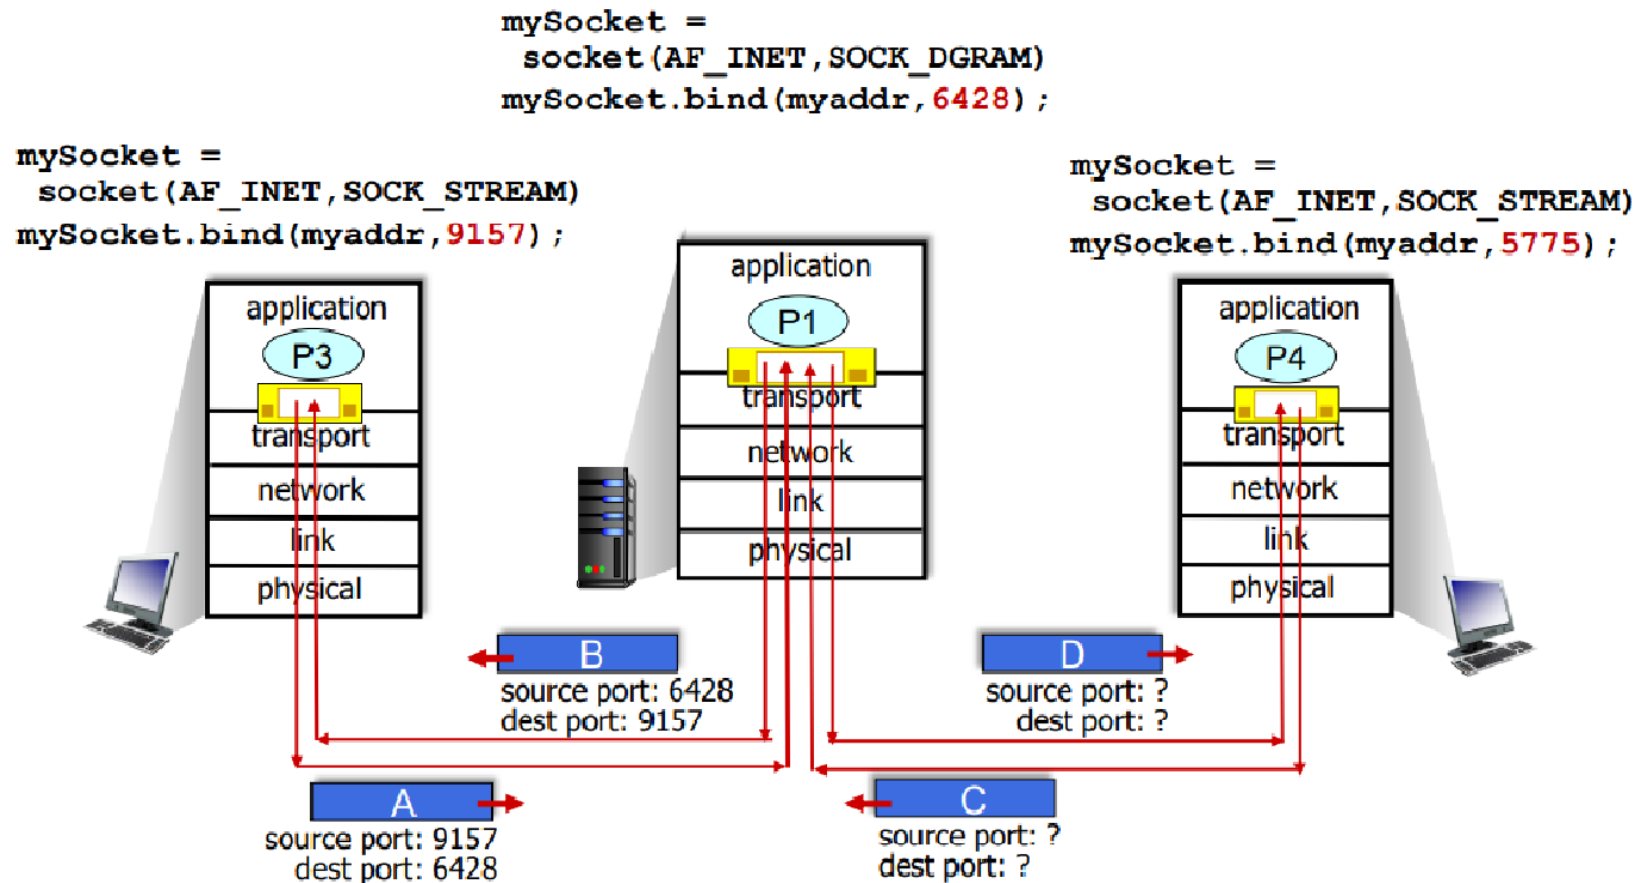 mySocket =
socket(AF_INET,SOCK_DGRAM)
mySocket.bind(myaddr,6428);
mySocket =
socket(AF_INET,SOCK_STREAM)
mySocket.bind(myaddr,9157);
mySocket =
socket(AF_INET,SOCK_STREAM)
mySocket.bind(myaddr,5775);
application
P3
transport
network
link
physical
application
P1
transport
network
link
physical
application
P4
transport
network
link
physical
B
source port: 6428
dest port: 9157
D
source port: ?
dest port: ?
A
source port: 9157
dest port: 6428
C
source port: ?
dest port: ?